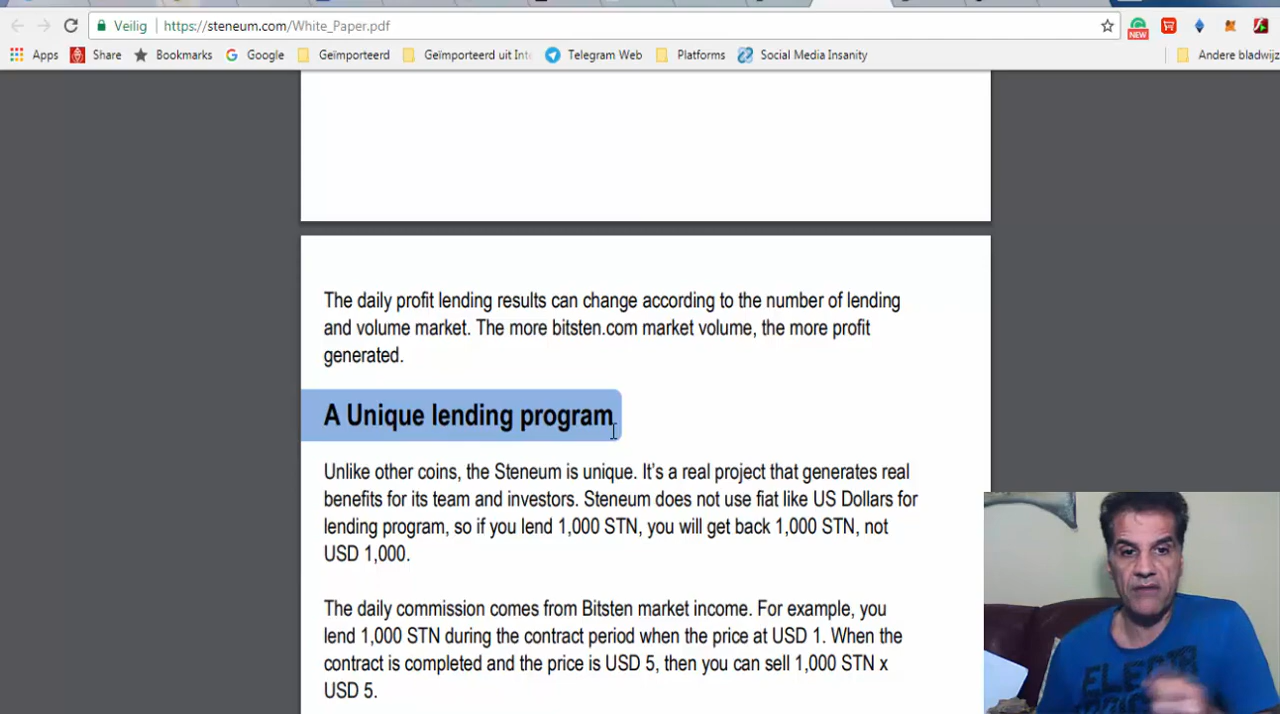 Veilig
https://steneum.com/White_Paper.pdf
NEW
Apps
Share
Bookmarks
Google
Geïmporteerd
Geïmporteerd uit Int
Telegram Web
Platforms
Social Media Insanity
Andere bladwijz
The daily profit lending results can change according to the number of lending
and volume market. The more bitsten.com market volume, the more profit
generated.
A Unique lending program
Unlike other coins, the Steneum is unique. It's a real project that generates real
benefits for its team and investors. Steneum does not use fiat like US Dollars for
lending program, so if you lend 1,000 STN, you will get back 1,000 STN, not
USD 1,000.
The daily commission comes from Bitsten market income. For example, you
lend 1,000 STN during the contract period when the price at USD 1. When the
contract is completed and the price is USD 5, then you can sell 1,000 STN x
USD 5.